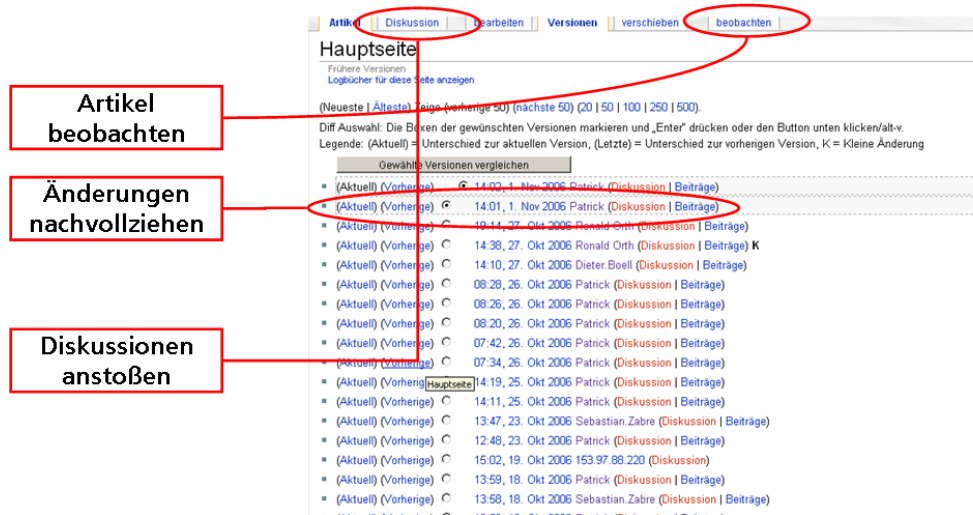 Artikel Diskussion bearbeiten Versionen verschieben beobachten
Hauptseite
Frühere Versionen
Logbücher für diese Seite anzeigen
(Neueste | Älteste) Zeige (vorherige 50) (nächste 50) (20 | 50 | 100 | 250 | 500).
Diff Auswahl: Die Boxen der gewünschten Versionen markieren und „Enter“ drücken oder den Button unten klicken/alt-v.
Legende: (Aktuell) = Unterschied zur aktuellen Version, (Letzte) = Unterschied zur vorherigen Version, K = Kleine Änderung
Gewählte Versionen vergleichen
(Aktuell) (Vorherige) 14:02, 1. Nov 2006 Patrick (Diskussion | Beiträge)
(Aktuell) (Vorherige) 14:01, 1. Nov 2006 Patrick (Diskussion | Beiträge)
(Aktuell) (Vorherige) 19:14, 27. Okt 2006 Ronald Orth (Diskussion | Beiträge)
(Aktuell) (Vorherige) 14:38, 27. Okt 2006 Ronald Orth (Diskussion | Beiträge) K
(Aktuell) (Vorherige) 14:10, 27. Okt 2006 Dieter.Boell (Diskussion | Beiträge)
(Aktuell) (Vorherige) 08:28, 26. Okt 2006 Patrick (Diskussion | Beiträge)
(Aktuell) (Vorherige) 08:26, 26. Okt 2006 Patrick (Diskussion | Beiträge)
(Aktuell) (Vorherige) 08:20, 26. Okt 2006 Patrick (Diskussion | Beiträge)
(Aktuell) (Vorherige) 07:42, 26. Okt 2006 Patrick (Diskussion | Beiträge)
(Aktuell) (Vorherige) 07:34, 26. Okt 2006 Patrick (Diskussion | Beiträge)
(Aktuell) (Vorherig 14:19, 25. Okt 2006 Patrick (Diskussion | Beiträge)
Hauptseite
(Aktuell) (Vorherige) 14:11, 25. Okt 2006 Patrick (Diskussion | Beiträge)
(Aktuell) (Vorherige) 13:47, 23. Okt 2006 Sebastian.Zabre (Diskussion | Beiträge)
(Aktuell) (Vorherige) 12:48, 23. Okt 2006 Patrick (Diskussion | Beiträge)
(Aktuell) (Vorherige) 15:02, 19. Okt 2006 153.97.88.220 (Diskussion)
(Aktuell) (Vorherige) 13:59, 18. Okt 2006 Patrick (Diskussion | Beiträge)
(Aktuell) (Vorherige) 13:58, 18. Okt 2006 Sebastian.Zabre (Diskussion | Beiträge)
Artikel
beobachten
Änderungen
nachvollziehen
Diskussionen
anstoßen